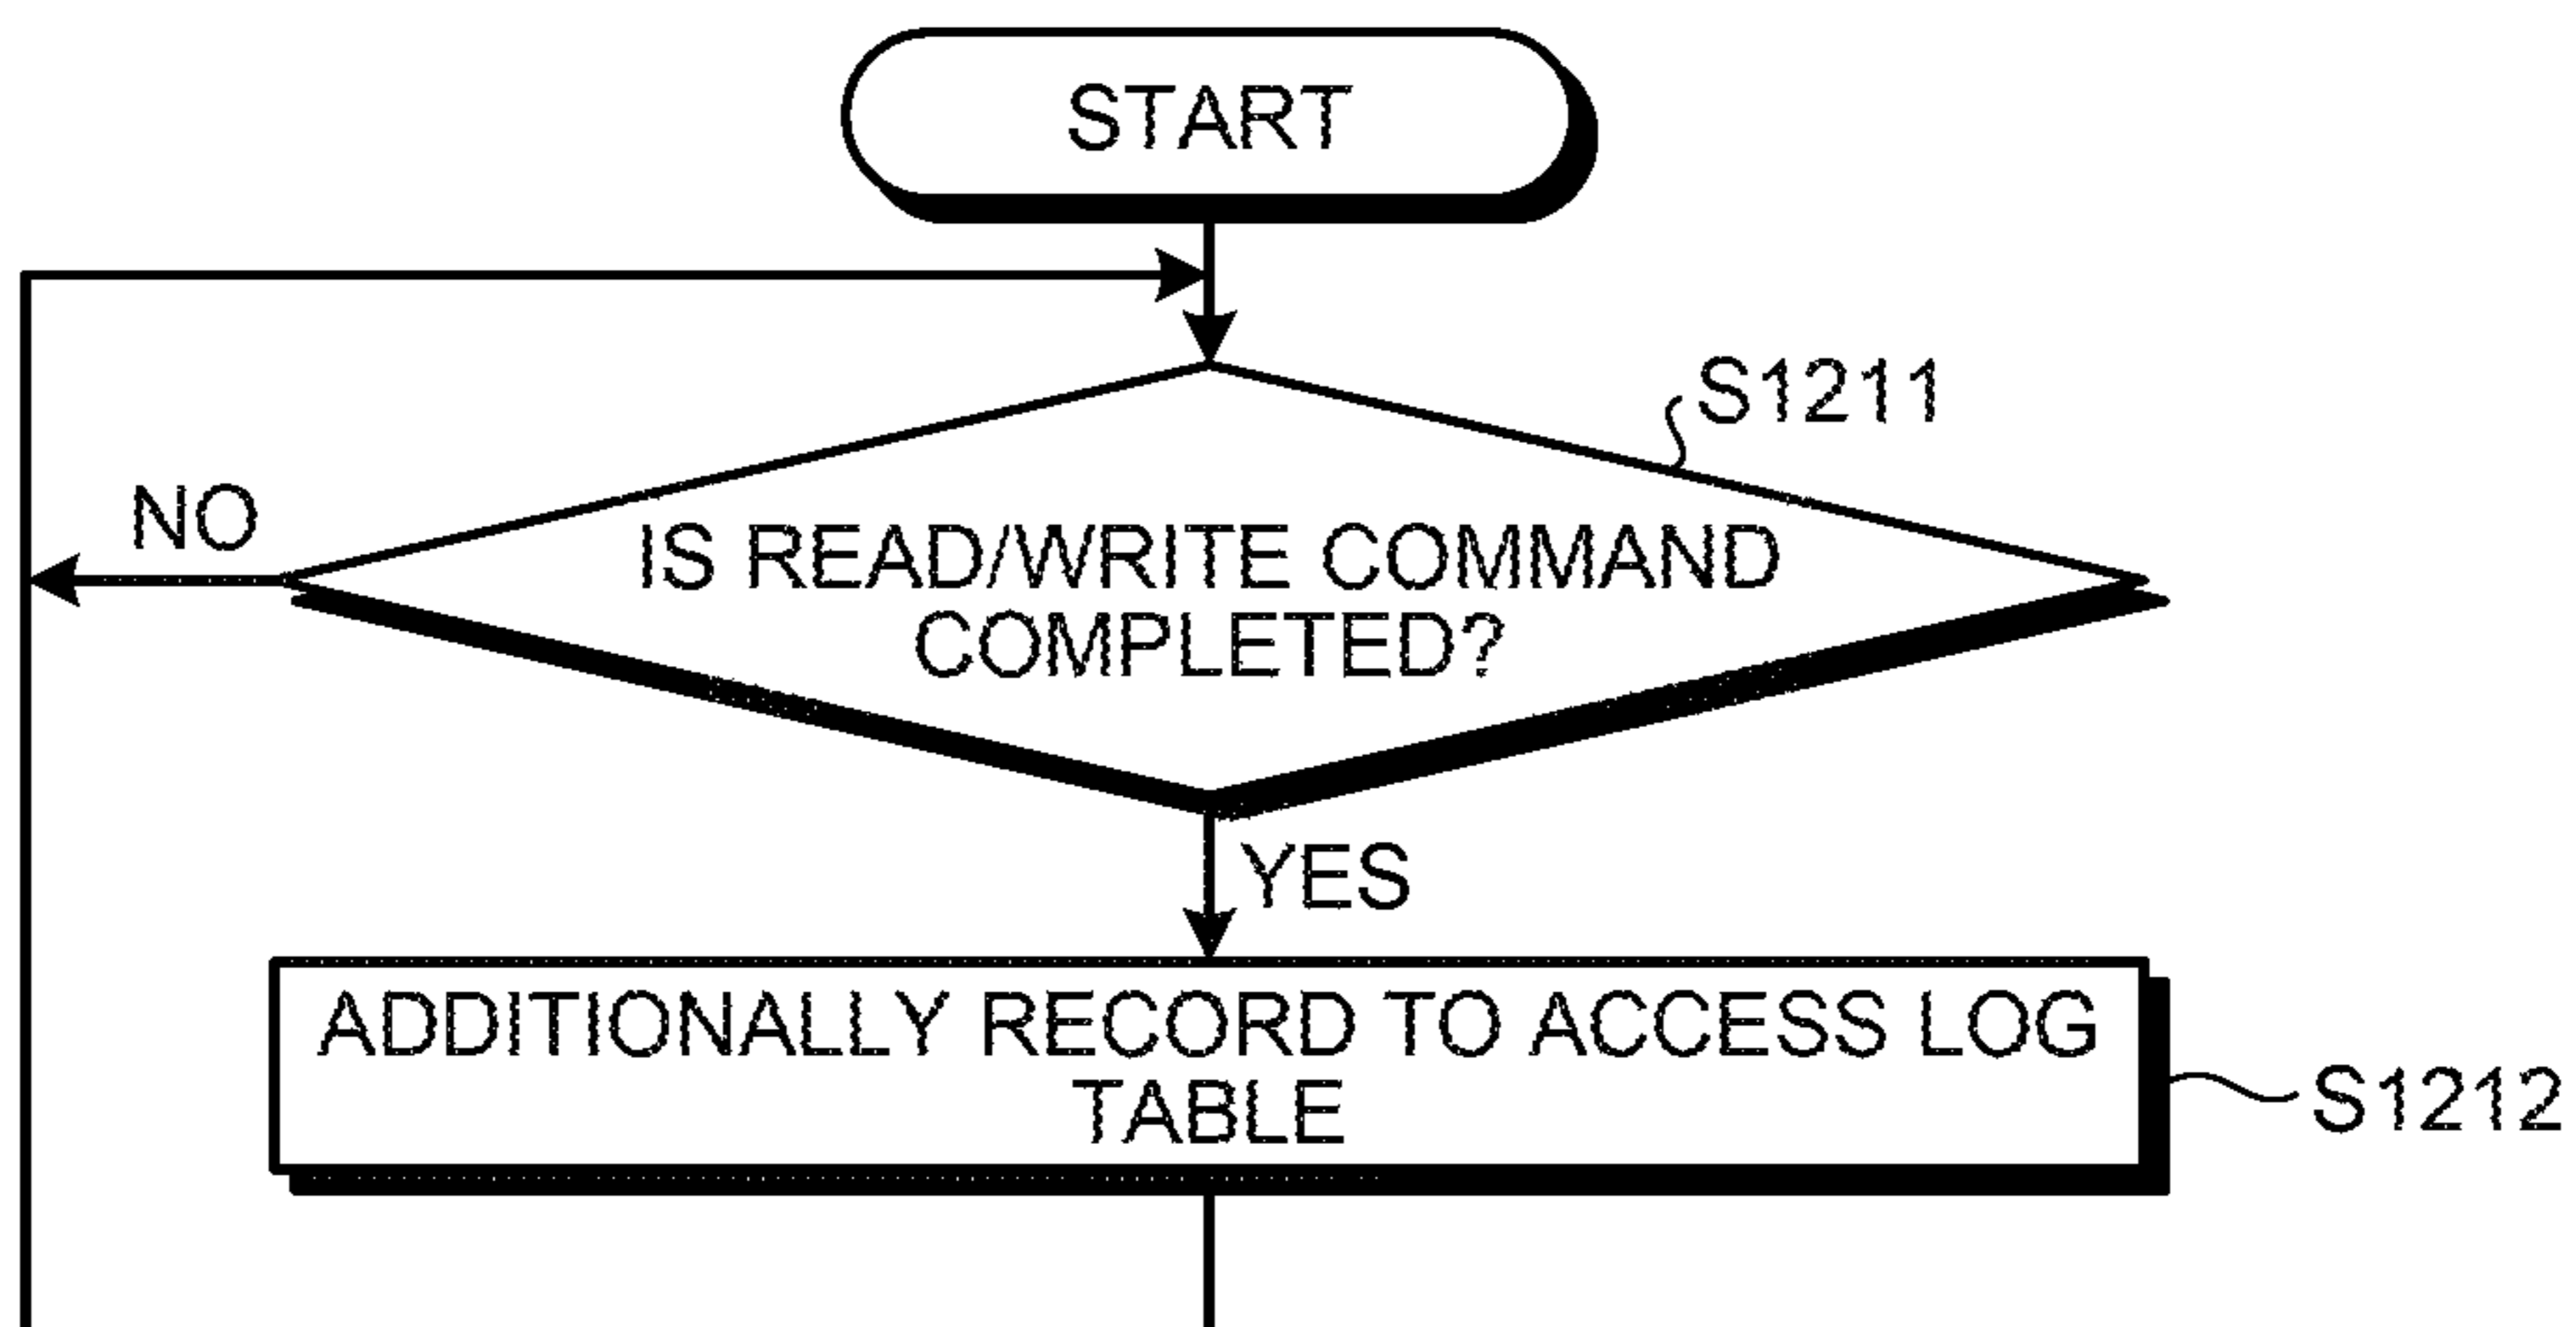 START
S1211
NO
IS READ/WRITE COMMAND
COMPLETED?
YES
ADDITIONALLY RECORD TO ACCESS LOG
TABLE
S1212